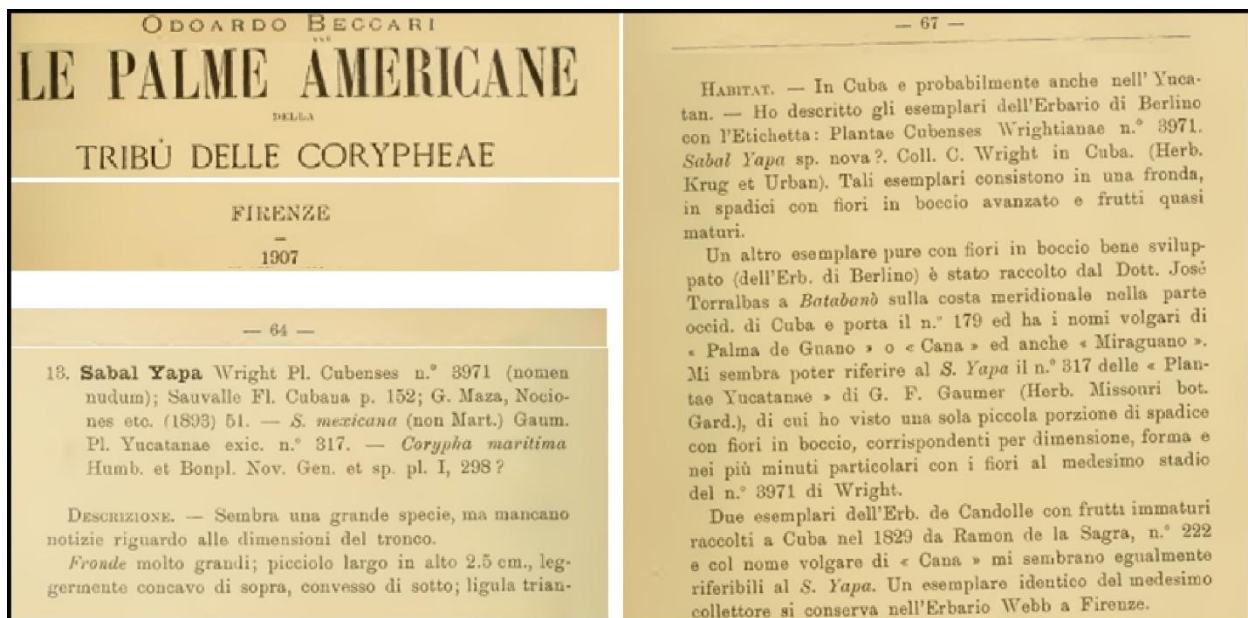 ODOARDO BECCARI
LE PALME AMERICANE
DELLA
TRIBÙ DELLE CORYPHEAE
FIRENZE
—
1907
— 64 —
13. Sabal Yapa Wright Pl. Cubenses n.° 3971 (nomen
nudum); Sauvalle Fl. Cubana p. 152; G. Maza, Nocio-
nes etc. (1893) 51. — S. mexicana (non Mart.) Gaum.
Pl. Yucatanae exic. n.° 317. — Corypha maritima
Humb. et Bonpl. Nov. Gen. et sp. pl. I, 298 ?
DESCRIZIONE. — Sembra una grande specie, ma mancano
notizie riguardo alle dimensioni del tronco.
Fronde molto grandi; picciolo largo in alto 2.5 cm., leg-
germente concavo di sopra, convesso di sotto; ligula trian-
— 67 —
HABITAT. — In Cuba e probabilmente anche nell' Yuca-
tan. — Ho descritto gli esemplari dell'Erbario di Berlino
con l'Etichetta: Plantae Cubenses Wrightianae n.° 3971.
Sabal Yapa sp. nova ?. Coll. C. Wright in Cuba. (Herb.
Krug et Urban). Tali esemplari consistono in una fronda,
in spadici con fiori in boccio avanzato e frutti quasi
maturi.
Un altro esemplare pure con fiori in boccio bene svilup-
pato (dell'Erb. di Berlino) è stato raccolto dal Dott. José
Torralbas a Batabanò sulla costa meridionale nella parte
occid. di Cuba e porta il n.° 179 ed ha i nomi volgari di
« Palma de Guano » o « Cana » ed anche « Miraguano ».
Mi sembra poter riferire al S. Yapa il n.° 317 delle « Plan-
tae Yucatanae » di G. F. Gaumer (Herb. Missouri bot.
Gard.), di cui ho visto una sola piccola porzione di spadice
con fiori in boccio, corrispondenti per dimensione, forma e
nei più minuti particolari con i fiori al medesimo stadio
del n.° 3971 di Wright.
Due esemplari dell'Erb. de Candolle con frutti immaturi
raccolti a Cuba nel 1829 da Ramon de la Sagra, n.° 222
e col nome volgare di « Cana » mi sembrano egualmente
riferibili al S. Yapa. Un esemplare identico del medesimo
collettore si conserva nell'Erbario Webb a Firenze.